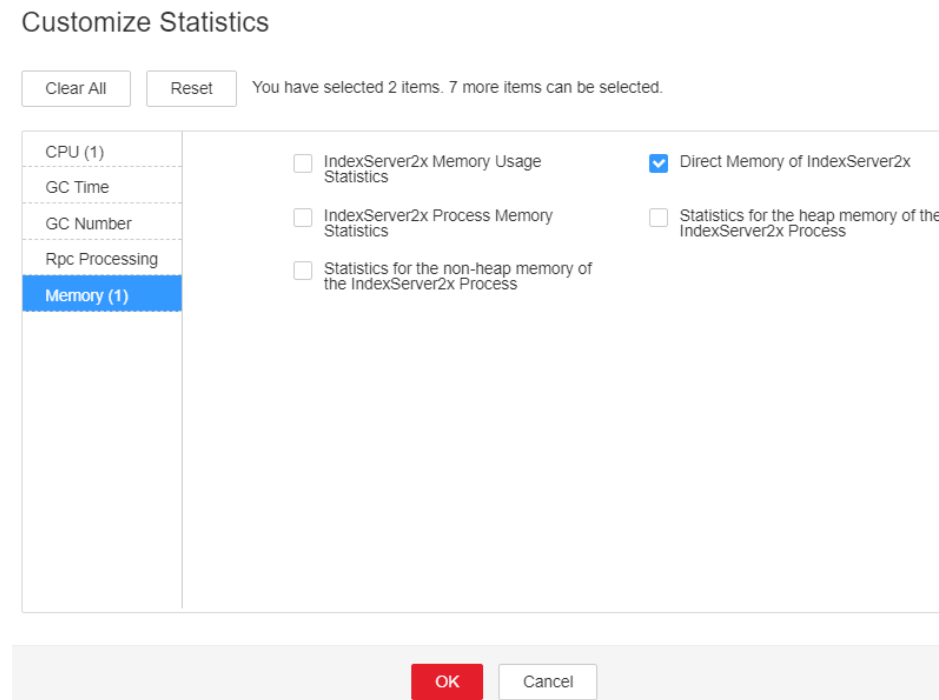 Customize Statistics
Clear All
Reset
You have selected 2 items. 7 more items can be selected.
CPU (1)
GC Time
GC Number
Rpc Processing
Memory (1)
IndexServer2x Memory Usage
Statistics
Direct Memory of IndexServer2x
IndexServer2x Process Memory
Statistics
Statistics for the heap memory of the
IndexServer2x Process
Statistics for the non-heap memory of
the IndexServer2x Process
OK
Cancel